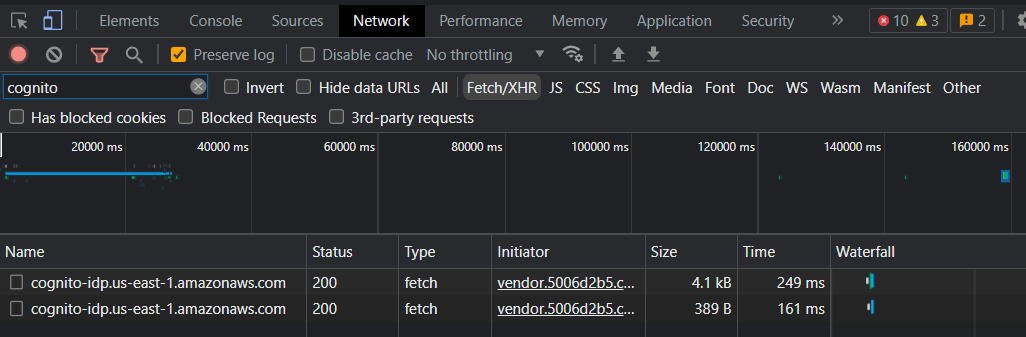 Elements Console Sources Network Performance Memory Application Security » 10 3 2
Preserve log Disable cache No throttling
cognito Invert Hide data URLs All Fetch/XHR JS CSS Img Media Font Doc WS Wasm Manifest Other
Has blocked cookies Blocked Requests 3rd-party requests
20000 ms 40000 ms 60000 ms 80000 ms 100000 ms 120000 ms 140000 ms 160000 ms
Name Status Type Initiator Size Time Waterfall
cognito-idp.us-east-1.amazonaws.com 200 fetch vendor.5006d2b5.c... 4.1 kB 249 ms
cognito-idp.us-east-1.amazonaws.com 200 fetch vendor.5006d2b5.c... 389 B 161 ms